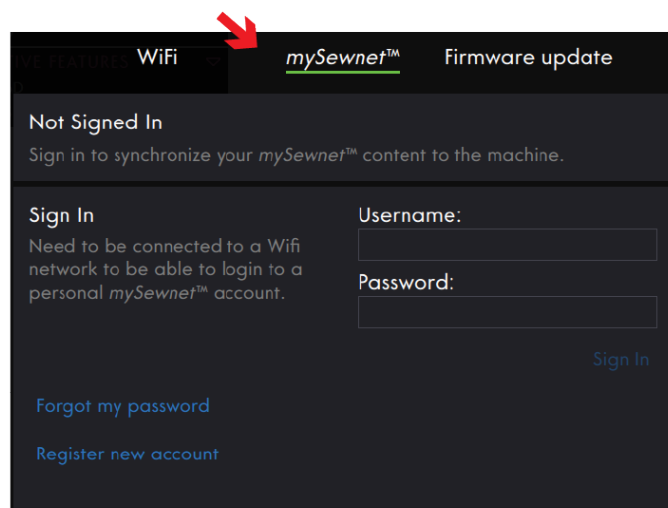 WiFi mySewnet™ Firmware update
IVE FEATURES
D
Not Signed In
Sign in to synchronize your mySewnet™ content to the machine.
Sign In
Need to be connected to a Wifi
network to be able to login to a
personal mySewnet™ account.
Username:
Password:
Sign In
Forgot my password
Register new account